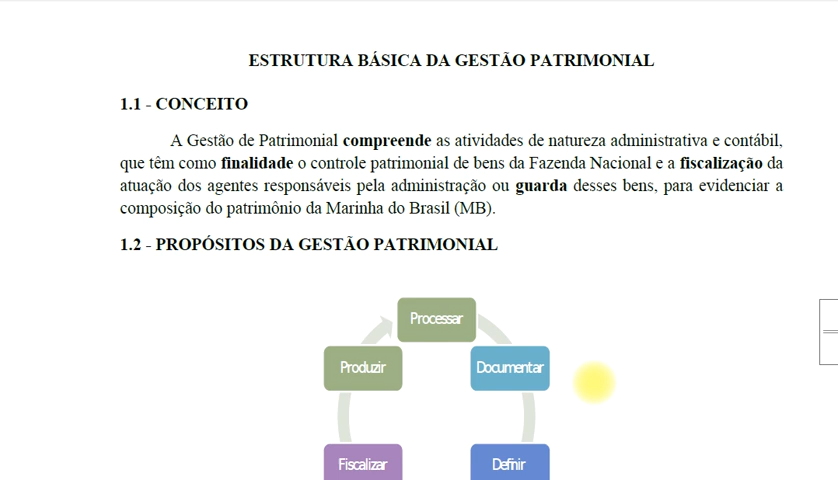 ESTRUTURA BÁSICA DA GESTÃO PATRIMONIAL
1.1 - CONCEITO
A Gestão de Patrimonial compreende as atividades de natureza administrativa e contábil,
que têm como finalidade o controle patrimonial de bens da Fazenda Nacional e a fiscalização da
atuação dos agentes responsáveis pela administração ou guarda desses bens, para evidenciar a
composição do patrimônio da Marinha do Brasil (MB).
1.2 - PROPÓSITOS DA GESTÃO PATRIMONIAL
Processar
Produzir
Documentar
Fiscalizar
Definir